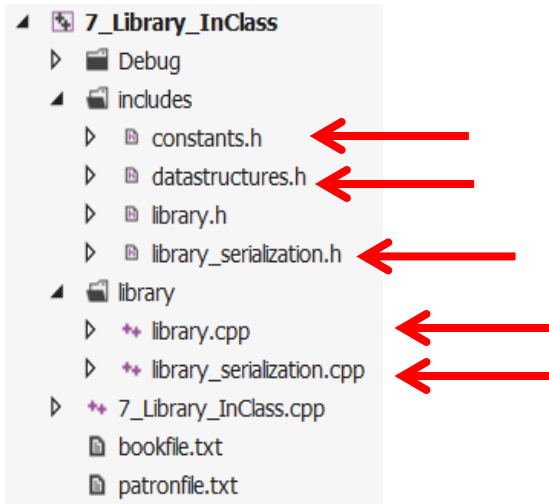 7_Library_InClass
Debug
includes
constants.h
datastructures.h
library.h
library_serialization.h
library
library.cpp
library_serialization.cpp
7_Library_InClass.cpp
bookfile.txt
patronfile.txt